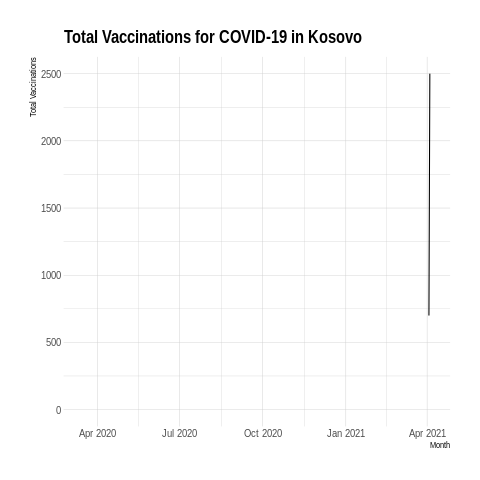 Total Vaccinations for COVID-19 in Kosovo
Total Vaccinations
2500
2000
1500
1000
500
0
Apr 2020 Jul 2020 Oct 2020 Jan 2021 Apr 2021
Month